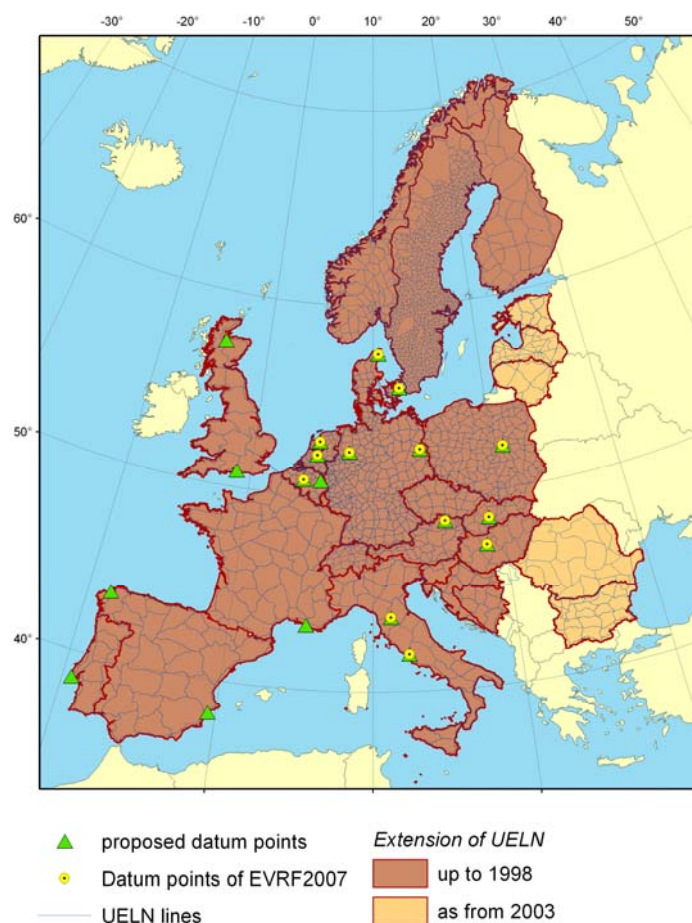 -30° -20° -10° 0° 10° 20° 30° 40° 50°
60°
50°
40°
proposed datum points
Datum points of EVRF2007
UELN lines
Extension of UELN
up to 1998
as from 2003